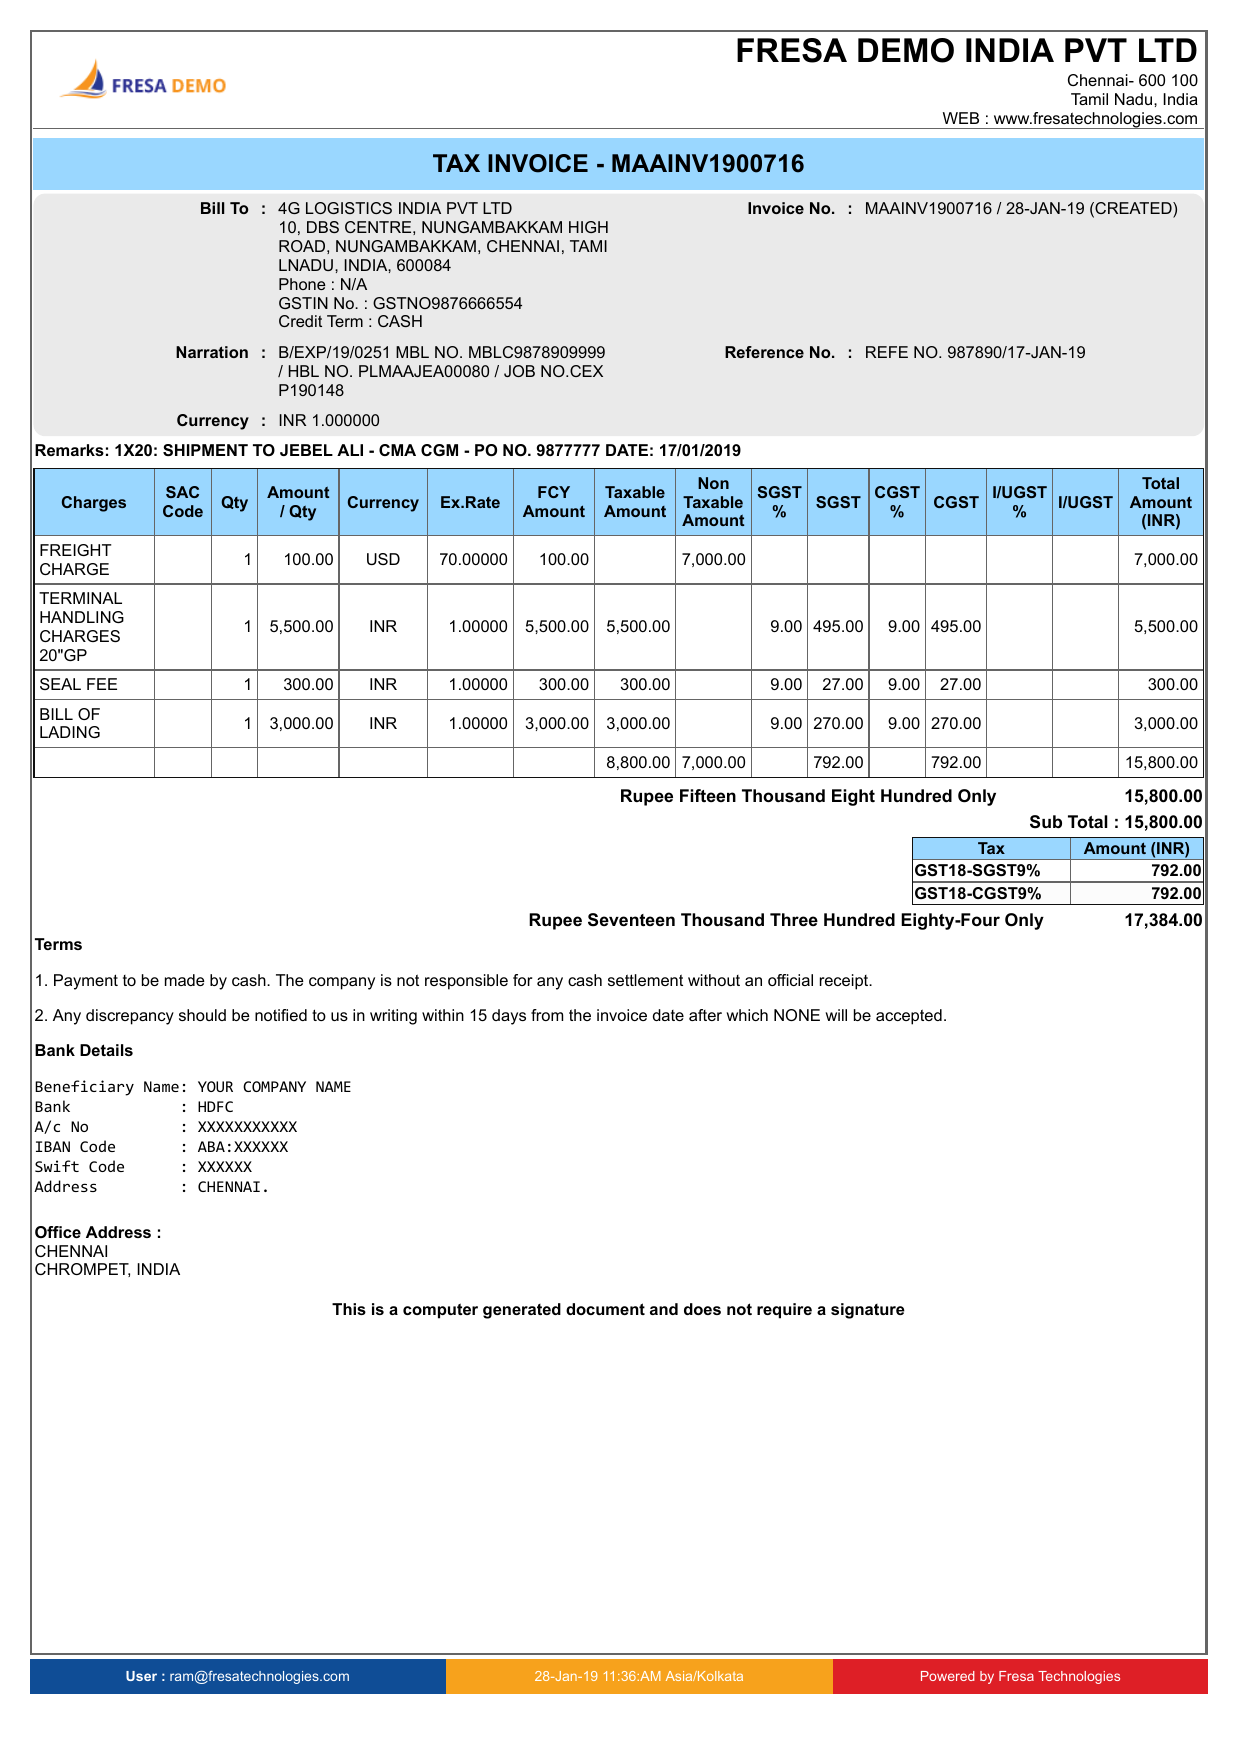 FRESA DEMO
FRESA DEMO INDIA PVT LTD
Chennai- 600 100
Tamil Nadu, India
WEB : www.fresatechnologies.com
TAX INVOICE - MAAINV1900716
Bill To : 4G LOGISTICS INDIA PVT LTD
10, DBS CENTRE, NUNGAMBAKKAM HIGH
ROAD, NUNGAMBAKKAM, CHENNAI, TAMI
LNADU, INDIA, 600084
Phone : N/A
GSTIN No. : GSTNO9876666554
Credit Term : CASH
Invoice No. : MAAINV1900716 / 28-JAN-19 (CREATED)
Narration : B/EXP/19/0251 MBL NO. MBLC9878909999
/ HBL NO. PLMAAJEA00080 / JOB NO.CEX
P190148
Reference No. : REFE NO. 987890/17-JAN-19
Currency : INR 1.000000
Remarks: 1X20: SHIPMENT TO JEBEL ALI - CMA CGM - PO NO. 9877777 DATE: 17/01/2019
Charges SAC Code Qty Amount / Qty Currency Ex.Rate FCY Amount Taxable Amount Non Taxable Amount SGST % SGST CGST % CGST I/UGST % I/UGST Total Amount (INR)
FREIGHT CHARGE 1 100.00 USD 70.00000 100.00 7,000.00 7,000.00
TERMINAL HANDLING CHARGES 20"GP 1 5,500.00 INR 1.00000 5,500.00 5,500.00 9.00 495.00 9.00 495.00 5,500.00
SEAL FEE 1 300.00 INR 1.00000 300.00 300.00 9.00 27.00 9.00 27.00 300.00
BILL OF LADING 1 3,000.00 INR 1.00000 3,000.00 3,000.00 9.00 270.00 9.00 270.00 3,000.00
8,800.00 7,000.00 792.00 792.00 15,800.00
Rupee Fifteen Thousand Eight Hundred Only 15,800.00
Sub Total : 15,800.00
Tax Amount (INR)
GST18-SGST9% 792.00
GST18-CGST9% 792.00
Rupee Seventeen Thousand Three Hundred Eighty-Four Only 17,384.00
Terms
1. Payment to be made by cash. The company is not responsible for any cash settlement without an official receipt.
2. Any discrepancy should be notified to us in writing within 15 days from the invoice date after which NONE will be accepted.
Bank Details
Beneficiary Name: YOUR COMPANY NAME
Bank : HDFC
A/c No : XXXXXXXXXXX
IBAN Code : ABA:XXXXXX
Swift Code : XXXXXX
Address : CHENNAI.
Office Address :
CHENNAI
CHROMPET, INDIA
This is a computer generated document and does not require a signature
User : ram@fresatechnologies.com
28-Jan-19 11:36:AM Asia/Kolkata
Powered by Fresa Technologies